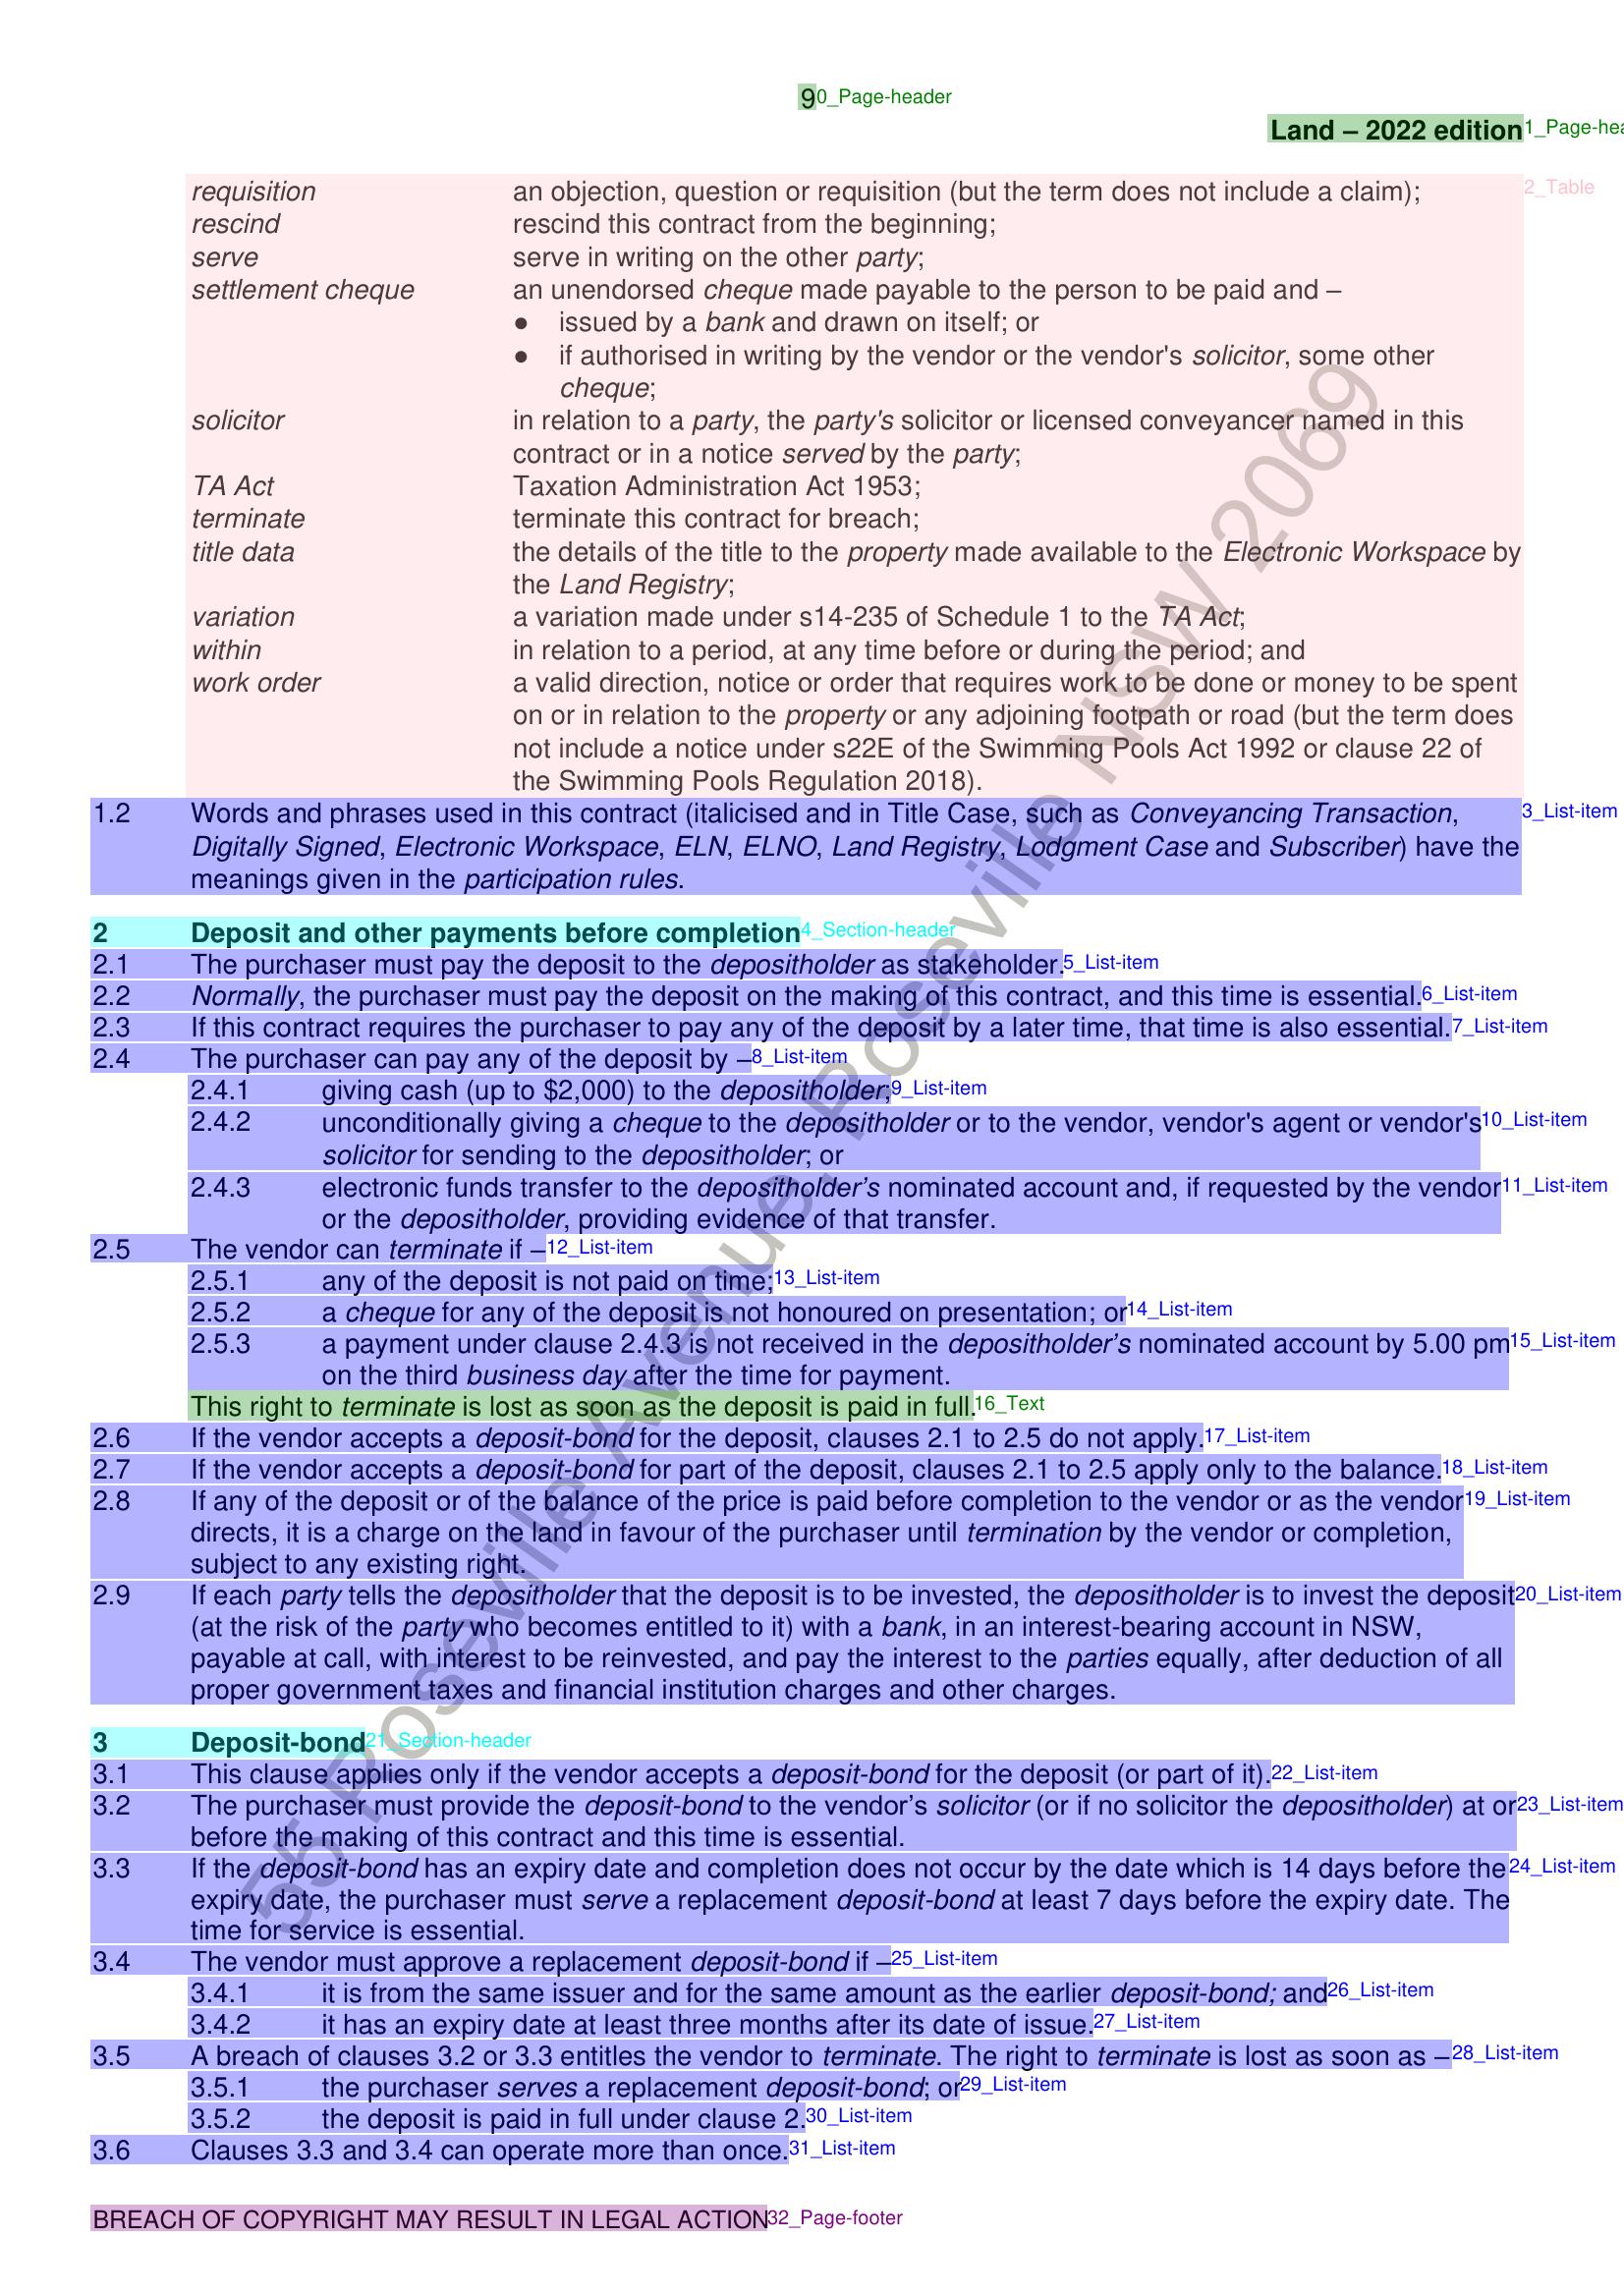 9 0_Page-header
Land – 2022 edition 1_Page-hea
requisition an objection, question or requisition (but the term does not include a claim); 2_Table
rescind rescind this contract from the beginning;
serve serve in writing on the other party;
settlement cheque an unendorsed cheque made payable to the person to be paid and –
● issued by a bank and drawn on itself; or
● if authorised in writing by the vendor or the vendor's solicitor, some other
cheque;
solicitor in relation to a party, the party's solicitor or licensed conveyancer named in this
contract or in a notice served by the party;
TA Act Taxation Administration Act 1953;
terminate terminate this contract for breach;
title data the details of the title to the property made available to the Electronic Workspace by
the Land Registry;
variation a variation made under s14-235 of Schedule 1 to the TA Act;
within in relation to a period, at any time before or during the period; and
work order a valid direction, notice or order that requires work to be done or money to be spent
on or in relation to the property or any adjoining footpath or road (but the term does
not include a notice under s22E of the Swimming Pools Act 1992 or clause 22 of
the Swimming Pools Regulation 2018).
1.2 Words and phrases used in this contract (italicised and in Title Case, such as Conveyancing Transaction, 3_List-item
Digitally Signed, Electronic Workspace, ELN, ELNO, Land Registry, Lodgment Case and Subscriber) have the
meanings given in the participation rules.
2 Deposit and other payments before completion 4_Section-header
2.1 The purchaser must pay the deposit to the depositholder as stakeholder. 5_List-item
2.2 Normally, the purchaser must pay the deposit on the making of this contract, and this time is essential. 6_List-item
2.3 If this contract requires the purchaser to pay any of the deposit by a later time, that time is also essential. 7_List-item
2.4 The purchaser can pay any of the deposit by – 8_List-item
2.4.1 giving cash (up to $2,000) to the depositholder; 9_List-item
2.4.2 unconditionally giving a cheque to the depositholder or to the vendor, vendor's agent or vendor's 10_List-item
solicitor for sending to the depositholder; or
2.4.3 electronic funds transfer to the depositholder’s nominated account and, if requested by the vendor 11_List-item
or the depositholder, providing evidence of that transfer.
2.5 The vendor can terminate if – 12_List-item
2.5.1 any of the deposit is not paid on time; 13_List-item
2.5.2 a cheque for any of the deposit is not honoured on presentation; or 14_List-item
2.5.3 a payment under clause 2.4.3 is not received in the depositholder’s nominated account by 5.00 pm 15_List-item
on the third business day after the time for payment.
This right to terminate is lost as soon as the deposit is paid in full. 16_Text
2.6 If the vendor accepts a deposit-bond for the deposit, clauses 2.1 to 2.5 do not apply. 17_List-item
2.7 If the vendor accepts a deposit-bond for part of the deposit, clauses 2.1 to 2.5 apply only to the balance. 18_List-item
2.8 If any of the deposit or of the balance of the price is paid before completion to the vendor or as the vendor 19_List-item
directs, it is a charge on the land in favour of the purchaser until termination by the vendor or completion,
subject to any existing right.
2.9 If each party tells the depositholder that the deposit is to be invested, the depositholder is to invest the deposit 20_List-item
(at the risk of the party who becomes entitled to it) with a bank, in an interest-bearing account in NSW,
payable at call, with interest to be reinvested, and pay the interest to the parties equally, after deduction of all
proper government taxes and financial institution charges and other charges.
3 Deposit-bond 21_Section-header
3.1 This clause applies only if the vendor accepts a deposit-bond for the deposit (or part of it). 22_List-item
3.2 The purchaser must provide the deposit-bond to the vendor’s solicitor (or if no solicitor the depositholder) at or 23_List-item
before the making of this contract and this time is essential.
3.3 If the deposit-bond has an expiry date and completion does not occur by the date which is 14 days before the 24_List-item
expiry date, the purchaser must serve a replacement deposit-bond at least 7 days before the expiry date. The
time for service is essential.
3.4 The vendor must approve a replacement deposit-bond if – 25_List-item
3.4.1 it is from the same issuer and for the same amount as the earlier deposit-bond; and 26_List-item
3.4.2 it has an expiry date at least three months after its date of issue. 27_List-item
3.5 A breach of clauses 3.2 or 3.3 entitles the vendor to terminate. The right to terminate is lost as soon as – 28_List-item
3.5.1 the purchaser serves a replacement deposit-bond; or 29_List-item
3.5.2 the deposit is paid in full under clause 2. 30_List-item
3.6 Clauses 3.3 and 3.4 can operate more than once. 31_List-item
BREACH OF COPYRIGHT MAY RESULT IN LEGAL ACTION 32_Page-footer
55 Roseville Avenue, Roseville NSW 2069